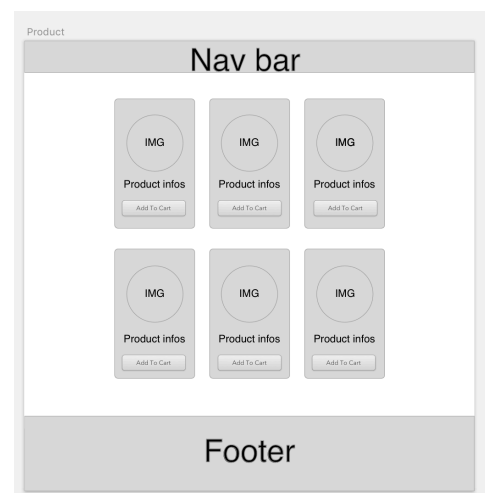 Product
Nav bar
IMG
IMG
IMG
Product infos
Product infos
Product infos
Add To Cart
Add To Cart
Add To Cart
IMG
IMG
IMG
Product infos
Product infos
Product infos
Add To Cart
Add To Cart
Add To Cart
Footer